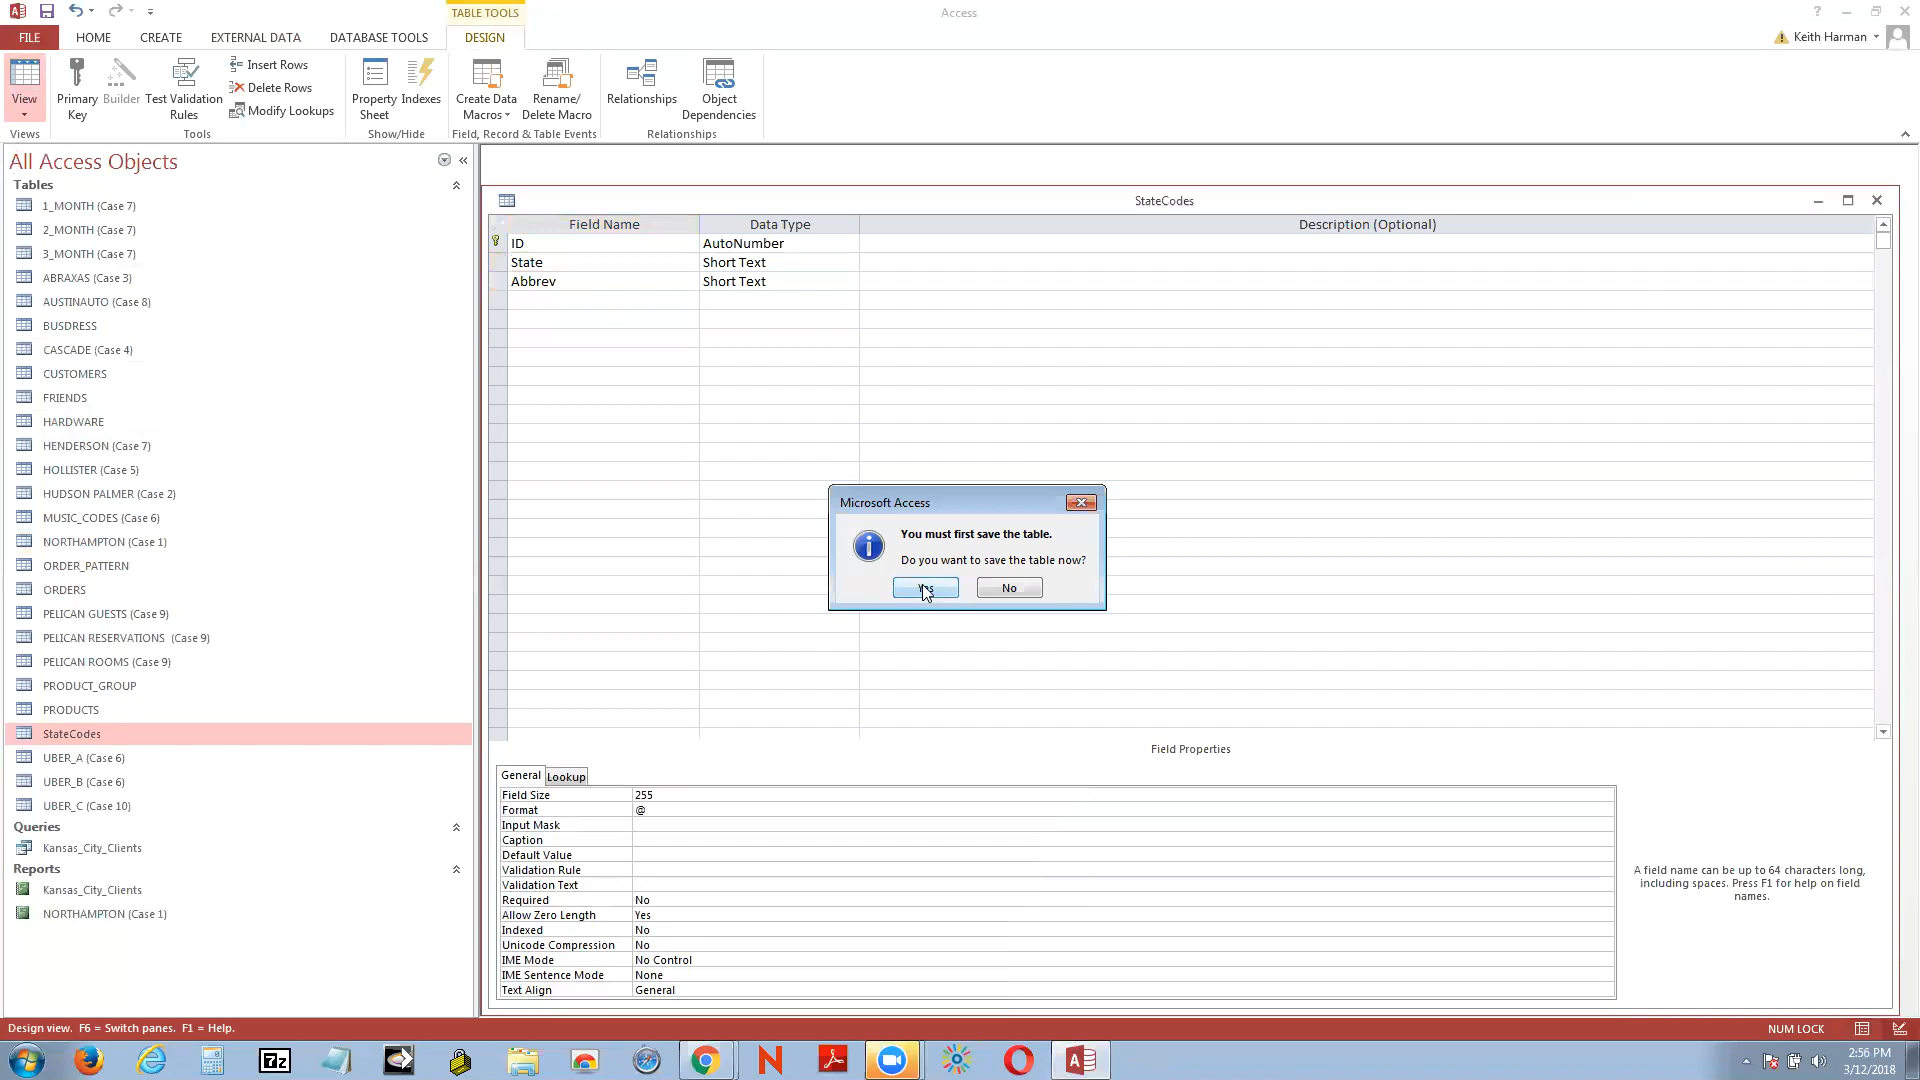 TABLE TOOLS
Access
?
FILE
HOME
CREATE
EXTERNAL DATA
DATABASE TOOLS
DESIGN
Keith Harman
View
Primary Key
Builder
Test Validation Rules
Insert Rows
Delete Rows
Modify Lookups
Property Sheet
Indexes
Create Data Macros
Rename/ Delete Macro
Relationships
Object Dependencies
Views
Tools
Show/Hide
Field, Record & Table Events
Relationships
All Access Objects
Tables
1_MONTH (Case 7)
2_MONTH (Case 7)
3_MONTH (Case 7)
ABRAXAS (Case 3)
AUSTINAUTO (Case 8)
BUSDRESS
CASCADE (Case 4)
CUSTOMERS
FRIENDS
HARDWARE
HENDERSON (Case 7)
HOLLISTER (Case 5)
HUDSON PALMER (Case 2)
MUSIC_CODES (Case 6)
NORTHAMPTON (Case 1)
ORDER_PATTERN
ORDERS
PELICAN GUESTS (Case 9)
PELICAN RESERVATIONS  (Case 9)
PELICAN ROOMS (Case 9)
PRODUCT_GROUP
PRODUCTS
StateCodes
UBER_A (Case 6)
UBER_B (Case 6)
UBER_C (Case 10)
Queries
Kansas_City_Clients
Reports
Kansas_City_Clients
NORTHAMPTON (Case 1)
StateCodes
Field Name Data Type Description (Optional)
ID AutoNumber
State Short Text
Abbrev Short Text
Microsoft Access
You must first save the table.
Do you want to save the table now?
Yes No
Field Properties
General Lookup
Field Size 255
Format @
Input Mask
Caption
Default Value
Validation Rule
Validation Text
Required No
Allow Zero Length Yes
Indexed No
Unicode Compression No
IME Mode No Control
IME Sentence Mode None
Text Align General
A field name can be up to 64 characters long,
including spaces. Press F1 for help on field
names.
Design view.  F6 = Switch panes.  F1 = Help.
NUM LOCK
7z
2:56 PM
3/12/2018